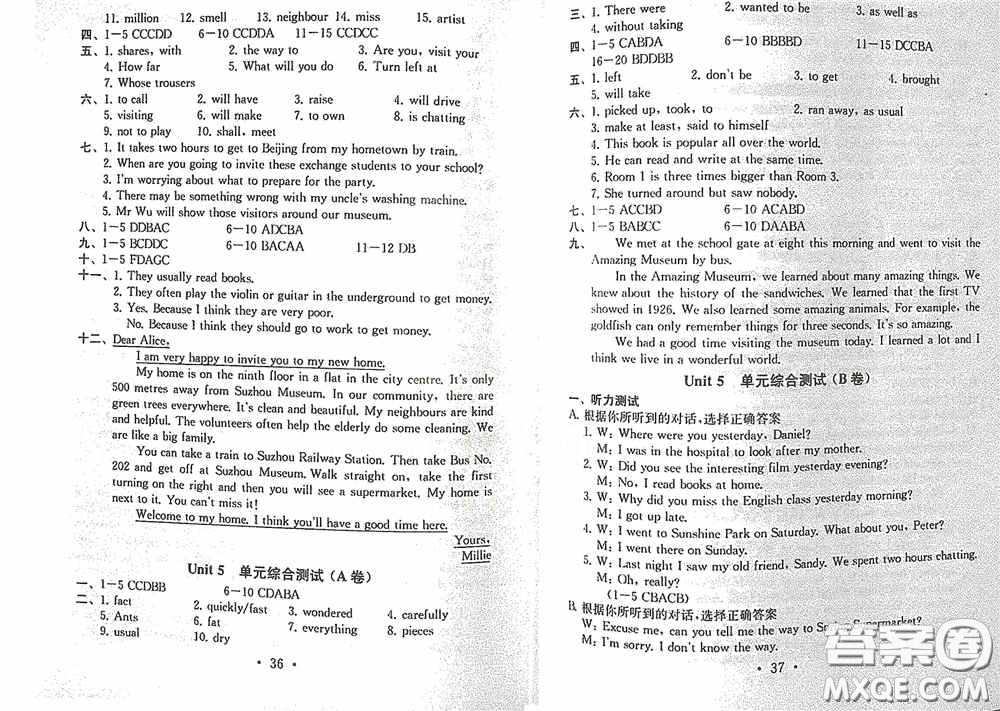 11. million 12. smell 13. neighbour 14. miss 15. artist
四、1-5 CCCDD 6-10 CCDDA 11-15 CCDCC
五、1. shares, with 2. the way to 3. Are you, visit your
4. How far 5. What will you do 6. Turn left at
7. Whose trousers
六、1. to call 2. will have 3. raise 4. will drive
5. visiting 6. will make 7. to own 8. is chatting
9. not to play 10. shall, meet
七、1. It takes two hours to get to Beijing from my hometown by train.
2. When are you going to invite these exchange students to your school?
3. I'm worrying about what to prepare for the party.
4. There may be something wrong with my uncle's washing machine.
5. Mr Wu will show those visitors around our museum.
八、1-5 DDBAC 6-10 ADCBA
九、1-5 BCDDC 6-10 BACAA 11-12 DB
十、1-5 FDAGC
十一、1. They usually read books.
2. They often play the violin or guitar in the underground to get money.
3. Yes. Because I think they are very poor.
No. Because I think they should go to work to get money.
十二、Dear Alice,
I am very happy to invite you to my new home.
My home is on the ninth floor in a flat in the city centre. It's only
500 metres away from Suzhou Museum. In our community, there are
green trees everywhere. It's clean and beautiful. My neighbours are kind
and helpful. The volunteers often help the elderly do some cleaning. We
are like a big family.
You can take a train to Suzhou Railway Station. Then take Bus No.
202 and get off at Suzhou Museum. Walk straight on, take the first
turning on the right and then you will see a supermarket. My home is
next to it. You can't miss it!
Welcome to my home. I think you'll have a good time here.
Yours,
Millie
Unit 5 单元综合测试(A卷)
一、1-5 CCDBB 6-10 CDABA
二、1. fact 2. quickly/fast 3. wondered 4. carefully
5. Ants 6. fat 7. everything 8. pieces
9. usual 10. dry
• 36 •
三、1. There were 2. wanted to be 3. as well as
4. without taking
四、1-5 CABDA 6-10 BBBBD 11-15 DCCBA
16-20 BDDBB
五、1. left 2. don't be 3. to get 4. brought
5. will take
六、1. picked up, took, to 2. ran away, as usual
3. make at least, said to himself
4. This book is popular all over the world.
5. He can read and write at the same time.
6. Room 1 is three times bigger than Room 3.
7. She turned around but saw nobody.
七、1-5 ACCBD 6-10 ACABD
八、1-5 BABCC 6-10 DAABA
九、 We met at the school gate at eight this morning and went to visit the
Amazing Museum by bus.
In the Amazing Museum, we learned about many amazing things. We
knew about the history of the sandwiches. We learned that the first TV
showed in 1926. We also learned some amazing animals. For example, the
goldfish can only remember things for three seconds. It's so amazing.
We had a good time visiting the museum today. I learned a lot and I
think we live in a wonderful world.
Unit 5 单元综合测试(B卷)
一、听力测试
A. 根据你所听到的对话,选择正确答案
1. W: Where were you yesterday, Daniel?
M: I was in the hospital to look after my mother.
2. W: Did you see the interesting film yesterday evening?
M: No, I read books at home.
3. W: Why did you miss the English class yesterday morning?
M: I got up late.
4. W: I went to Sunshine Park on Saturday. What about you, Peter?
M: I went there on Sunday.
5. W: Last night I saw my old friend, Sandy. We spent two hours chatting.
M: Oh, really?
(1-5 CBACB)
B. 根据你所听到的对话,选择正确答案
W: Excuse me, can you tell me the way to Supermarket?
M: I'm sorry. I don't know the way.
• 37 •
答案圈
MXQE.COM